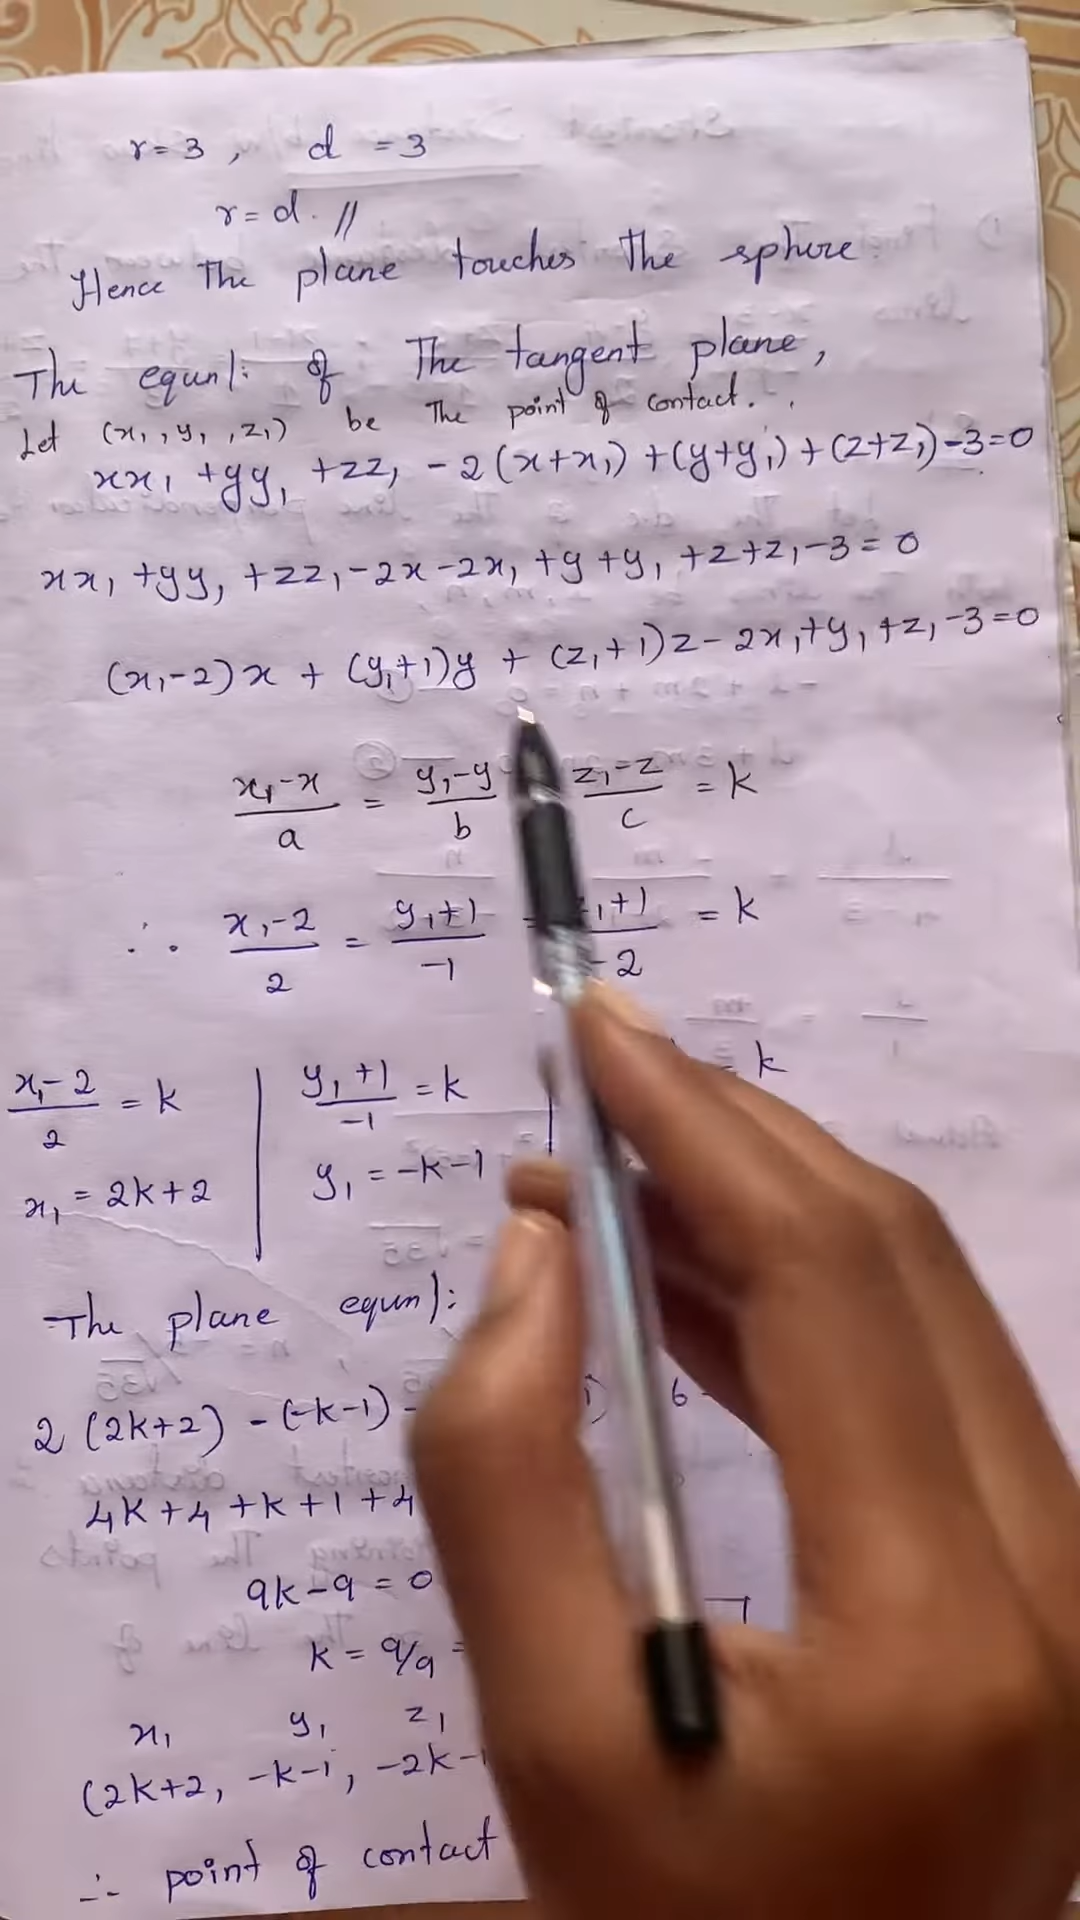 r=3 , d =3
r=d. //
Hence The plane touches The sphere.
The equn|: of The tangent plane,
Let (x₁, y₁, z₁) be The point of contact.
xx₁ +yy₁ +zz₁ -2(x+x₁) +(y+y₁) +(z+z₁)-3=0
xx₁ +yy₁ +zz₁-2x-2x₁ +y+y₁ +z+z₁-3=0
(x₁-2)x + (y₁+1)y + (z₁+1)z-2x₁+y₁+z₁-3=0
x₁-x/a = y₁-y/b z₁-z/c = k
∴ x₁-2/2 = y₁+1/-1 = ₁+1/-2 = k
x₁-2/2 = k | y₁+1/-1 = k | = k
x₁ = 2k+2 y₁ = -k-1
The plane equn):
2(2k+2) -(-k-1) - 6
4k+4+k+1+4
9k-9=0
k = 9/9 =
x₁ y₁ z₁
(2k+2, -k-1, -2k-
∴ point of contact